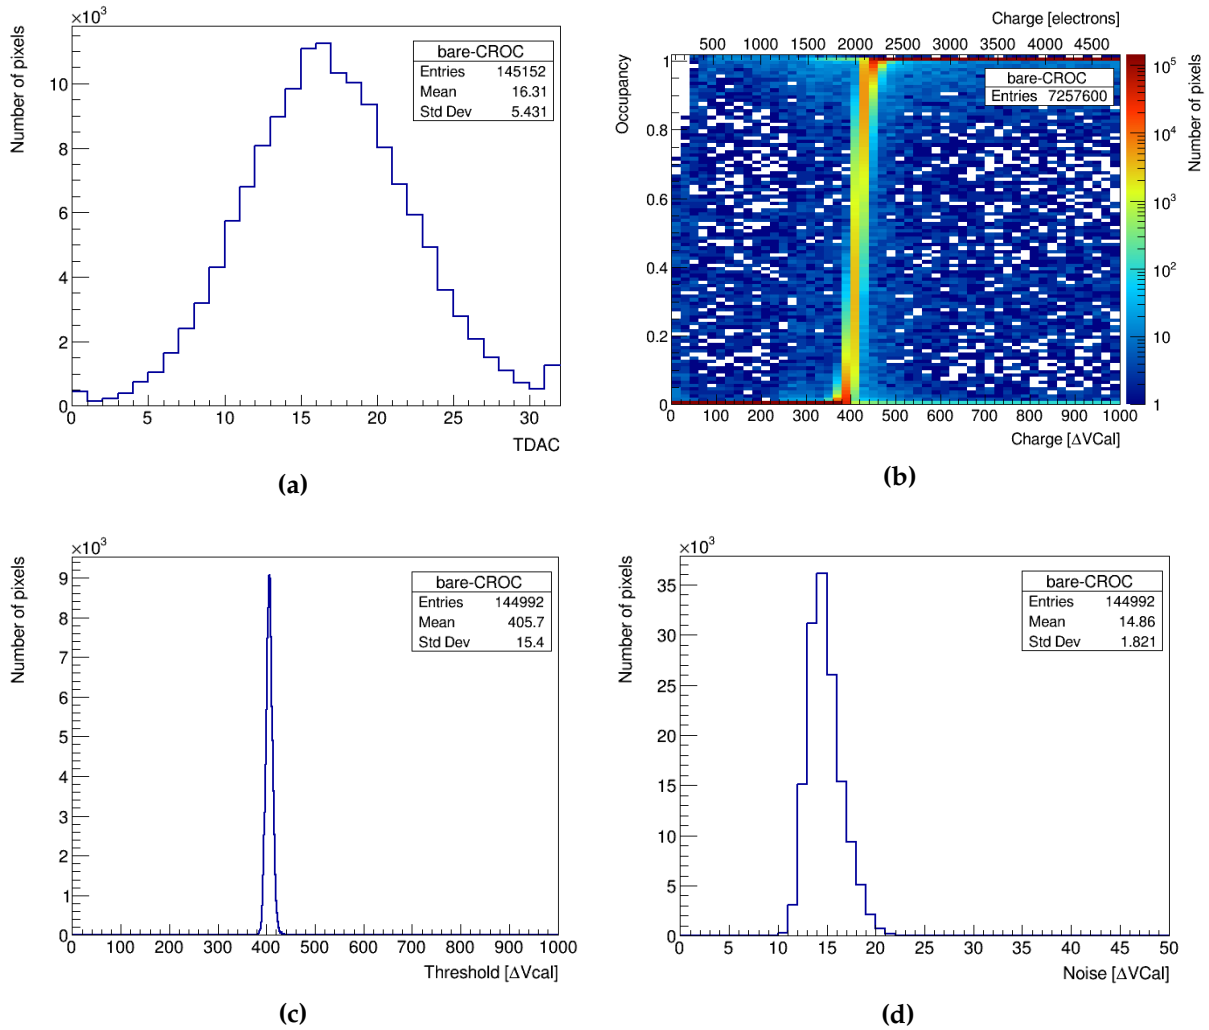 ×10³
Number of pixels
bare-CROC
Entries 145152
Mean 16.31
Std Dev 5.431
10
8
6
4
2
0
0 5 10 15 20 25 30
TDAC
(a)
Charge [electrons]
500 1000 1500 2000 2500 3000 3500 4000 4500
Occupancy
bare-CROC
Entries 7257600
1
0.8
0.6
0.4
0.2
0
0 100 200 300 400 500 600 700 800 900 1000
Charge [ΔVCal]
Number of pixels
10⁵
10⁴
10³
10²
10
1
(b)
×10³
Number of pixels
bare-CROC
Entries 144992
Mean 405.7
Std Dev 15.4
9
8
7
6
5
4
3
2
1
0
0 100 200 300 400 500 600 700 800 900 1000
Threshold [ΔVcal]
(c)
×10³
Number of pixels
bare-CROC
Entries 144992
Mean 14.86
Std Dev 1.821
35
30
25
20
15
10
5
0
0 5 10 15 20 25 30 35 40 45 50
Noise [ΔVCal]
(d)